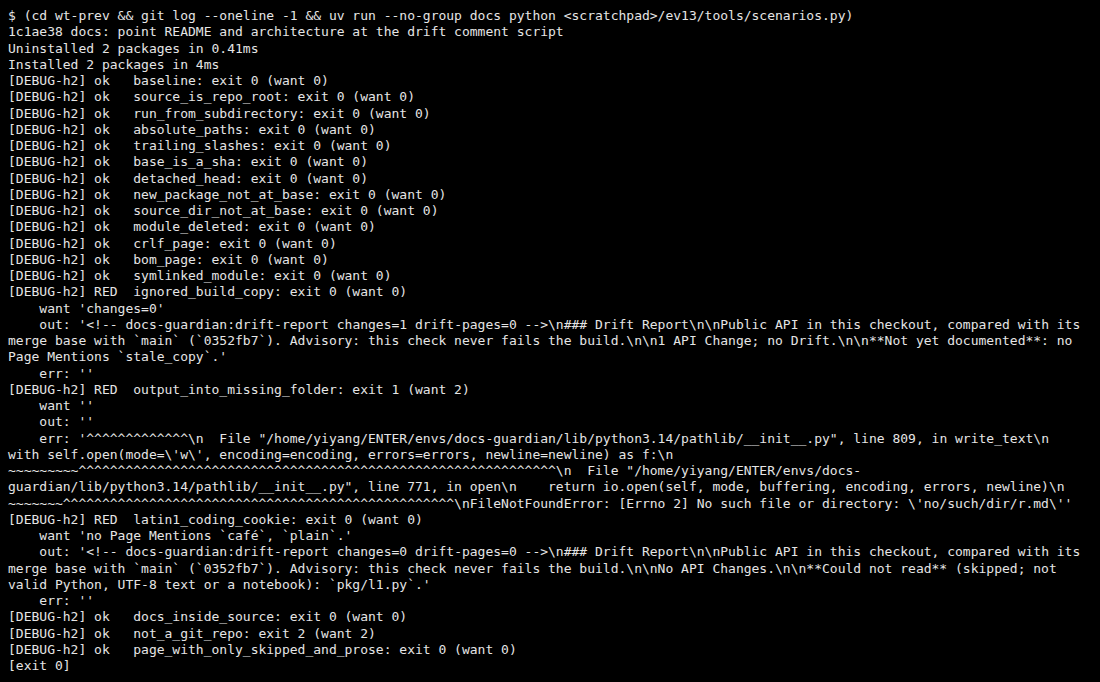 $ (cd wt-prev && git log --oneline -1 && uv run --no-group docs python <scratchpad>/ev13/tools/scenarios.py)
1c1ae38 docs: point README and architecture at the drift comment script
Uninstalled 2 packages in 0.41ms
Installed 2 packages in 4ms
[DEBUG-h2] ok   baseline: exit 0 (want 0)
[DEBUG-h2] ok   source_is_repo_root: exit 0 (want 0)
[DEBUG-h2] ok   run_from_subdirectory: exit 0 (want 0)
[DEBUG-h2] ok   absolute_paths: exit 0 (want 0)
[DEBUG-h2] ok   trailing_slashes: exit 0 (want 0)
[DEBUG-h2] ok   base_is_a_sha: exit 0 (want 0)
[DEBUG-h2] ok   detached_head: exit 0 (want 0)
[DEBUG-h2] ok   new_package_not_at_base: exit 0 (want 0)
[DEBUG-h2] ok   source_dir_not_at_base: exit 0 (want 0)
[DEBUG-h2] ok   module_deleted: exit 0 (want 0)
[DEBUG-h2] ok   crlf_page: exit 0 (want 0)
[DEBUG-h2] ok   bom_page: exit 0 (want 0)
[DEBUG-h2] ok   symlinked_module: exit 0 (want 0)
[DEBUG-h2] RED  ignored_build_copy: exit 0 (want 0)
    want 'changes=0'
    out: '<!-- docs-guardian:drift-report changes=1 drift-pages=0 -->\n### Drift Report\n\nPublic API in this checkout, compared with its
merge base with `main` (`0352fb7`). Advisory: this check never fails the build.\n\n1 API Change; no Drift.\n\n**Not yet documented**: no
Page Mentions `stale_copy`.'
    err: ''
[DEBUG-h2] RED  output_into_missing_folder: exit 1 (want 2)
    want ''
    out: ''
    err: '^^^^^^^^^^^^^\n  File "/home/yiyang/ENTER/envs/docs-guardian/lib/python3.14/pathlib/__init__.py", line 809, in write_text\n
with self.open(mode=\'w\', encoding=encoding, errors=errors, newline=newline) as f:\n
~~~~~~~~~^^^^^^^^^^^^^^^^^^^^^^^^^^^^^^^^^^^^^^^^^^^^^^^^^^^^^^^^^^^^^\n  File "/home/yiyang/ENTER/envs/docs-
guardian/lib/python3.14/pathlib/__init__.py", line 771, in open\n    return io.open(self, mode, buffering, encoding, errors, newline)\n
~~~~~~~^^^^^^^^^^^^^^^^^^^^^^^^^^^^^^^^^^^^^^^^^^^^^^^^^^\nFileNotFoundError: [Errno 2] No such file or directory: \'no/such/dir/r.md\''
[DEBUG-h2] RED  latin1_coding_cookie: exit 0 (want 0)
    want 'no Page Mentions `café`, `plain`.'
    out: '<!-- docs-guardian:drift-report changes=0 drift-pages=0 -->\n### Drift Report\n\nPublic API in this checkout, compared with its
merge base with `main` (`0352fb7`). Advisory: this check never fails the build.\n\nNo API Changes.\n\n**Could not read** (skipped; not
valid Python, UTF-8 text or a notebook): `pkg/l1.py`.'
    err: ''
[DEBUG-h2] ok   docs_inside_source: exit 0 (want 0)
[DEBUG-h2] ok   not_a_git_repo: exit 2 (want 2)
[DEBUG-h2] ok   page_with_only_skipped_and_prose: exit 0 (want 0)
[exit 0]